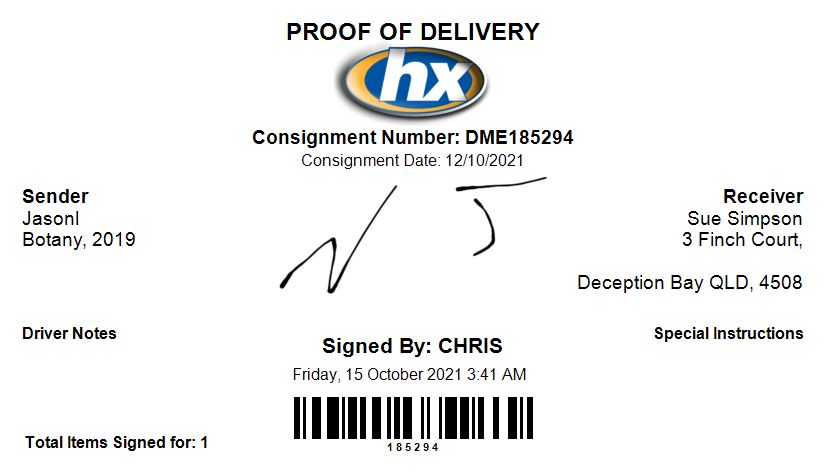 PROOF OF DELIVERY
hx
Consignment Number: DME185294
Consignment Date: 12/10/2021
Sender
JasonI
Botany, 2019
Receiver
Sue Simpson
3 Finch Court,
Deception Bay QLD, 4508
Driver Notes
Special Instructions
Signed By: CHRIS
Friday, 15 October 2021 3:41 AM
185294
Total Items Signed for: 1